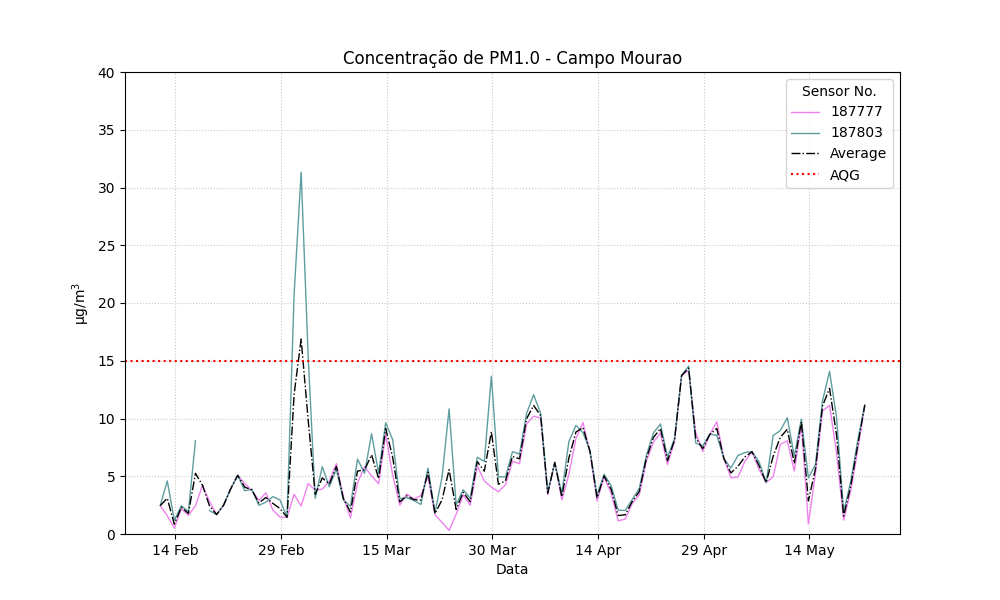 Concentração de PM1.0 - Campo Mourao
40
35
30
25
20
15
10
5
0
µg/m³
Sensor No.
187777
187803
Average
AQG
14 Feb
29 Feb
15 Mar
30 Mar
14 Apr
29 Apr
14 May
Data